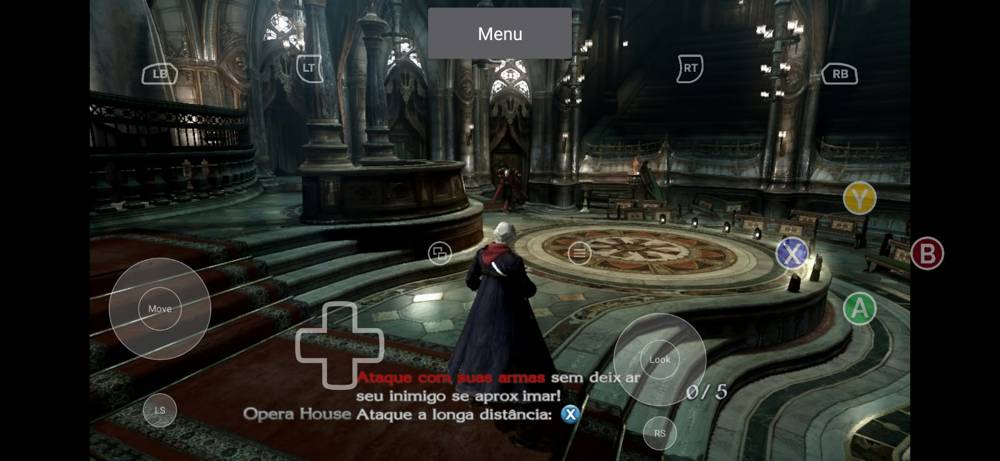 Menu
LB
LT
RT
RB
Y
X
B
A
Move
Look
Ataque com suas armas sem deix ar
seu inimigo se aprox imar!
0/5
LS
Opera House
Ataque a longa distância: X
RS